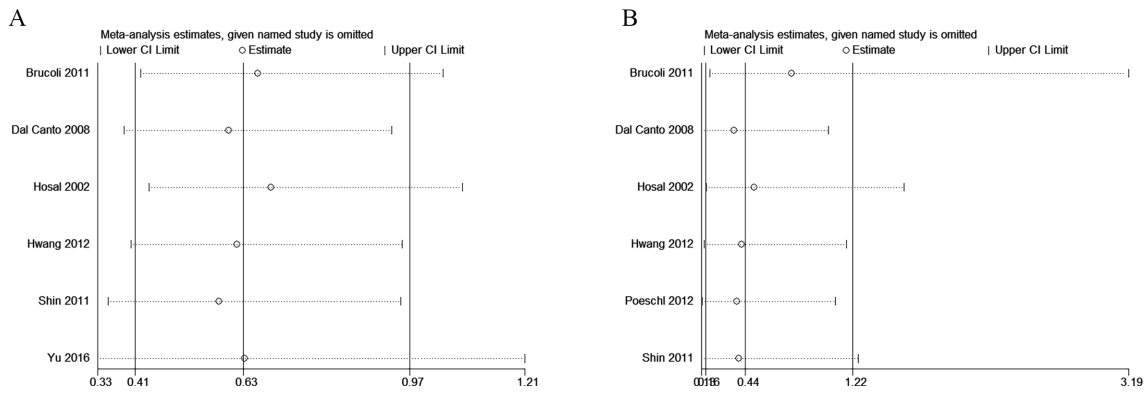 A
Meta-analysis estimates, given named study is omitted
Lower CI Limit Estimate Upper CI Limit
Brucoli 2011
Dal Canto 2008
Hosal 2002
Hwang 2012
Shin 2011
Yu 2016
0.33 0.41 0.63 0.97 1.21
B
Meta-analysis estimates, given named study is omitted
Lower CI Limit Estimate Upper CI Limit
Brucoli 2011
Dal Canto 2008
Hosal 2002
Hwang 2012
Poeschl 2012
Shin 2011
0.44 1.22 3.19